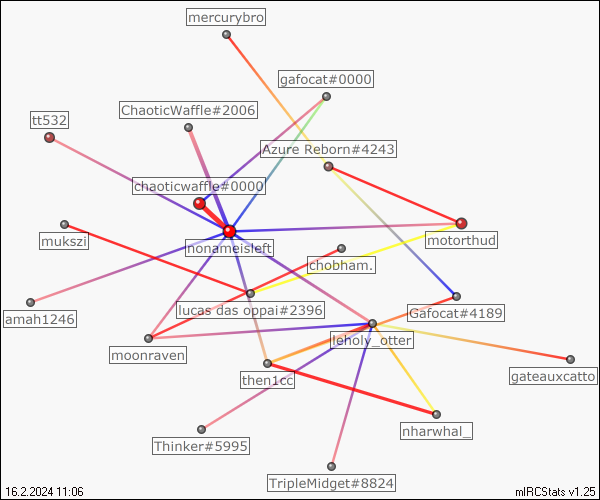 mercurybro
gafocat#0000
ChaoticWaffle#2006
tt532
Azure Reborn#4243
chaoticwaffle#0000
mukszi
nonameisleft
motorthud
chobham.
lucas das oppai#2396
amah1246
Gafocat#4189
leholy_otter
moonraven
then1cc
gateauxcatto
nharwhal_
Thinker#5995
TripleMidget#8824
16.2.2024 11:06
mIRCStats v1.25